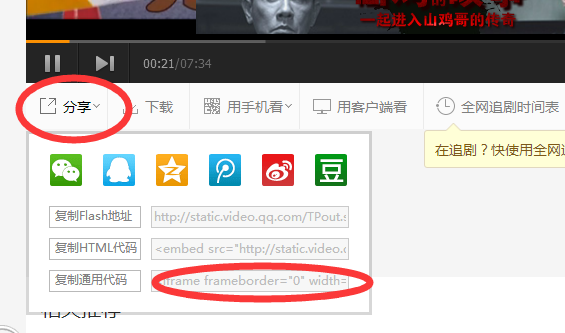 一起进入山鸡哥的传奇
00:21/07:34
分享
下载
用手机看
用客户端看
全网追剧时间表
在追剧？快使用全网追
豆
复制Flash地址
http://static.video.qq.com/TPout.s
复制HTML代码
<embed src="http://static.video.c
复制通用代码
iframe frameborder="0" width=
相关推荐